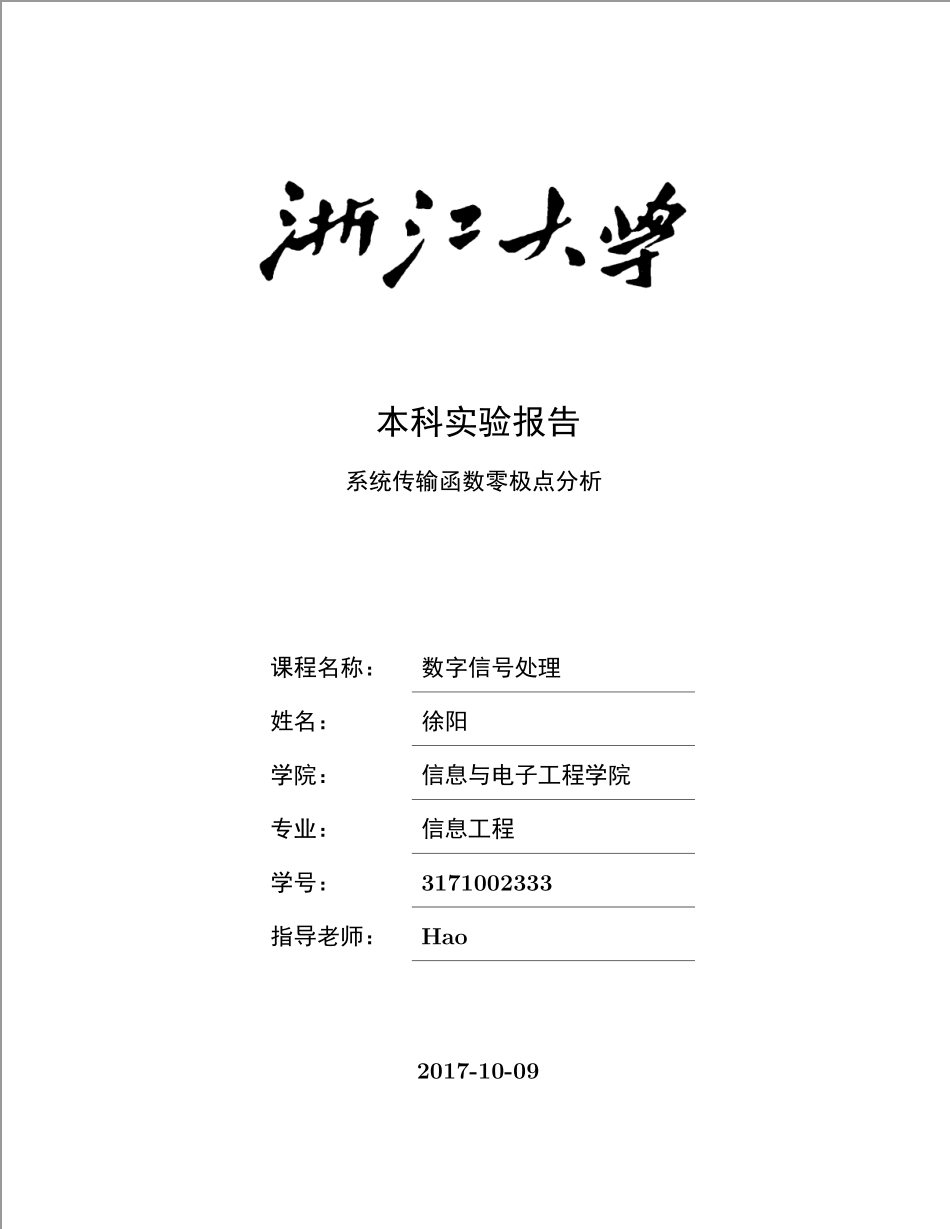 浙江大学
本科实验报告
系统传输函数零极点分析
课程名称： 数字信号处理
姓名： 徐阳
学院： 信息与电子工程学院
专业： 信息工程
学号： 3171002333
指导老师： Hao
2017-10-09